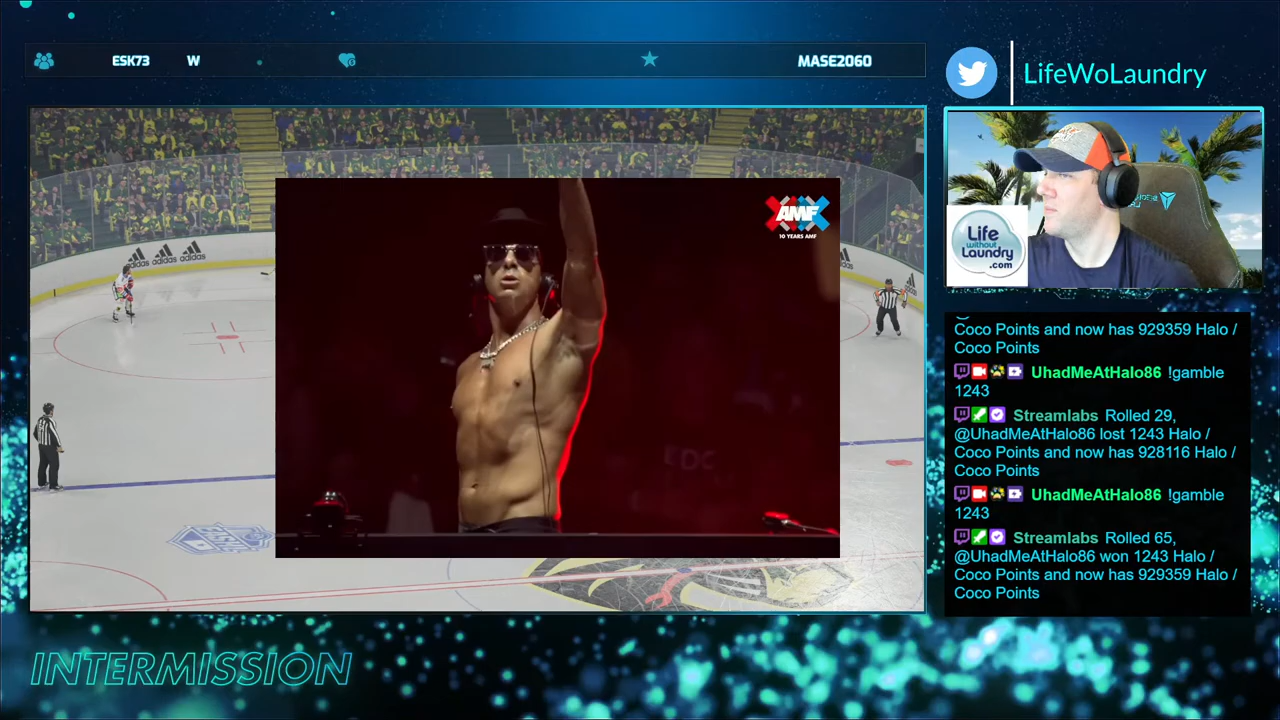 ESK73 W MASE2060
LifeWoLaundry
AMF
10 YEARS AMF
adidas adidas adidas
Life
without
Laundry
.com
Coco Points and now has 929359 Halo /
Coco Points
UhadMeAtHalo86 !gamble
1243
Streamlabs Rolled 29,
@UhadMeAtHalo86 lost 1243 Halo /
Coco Points and now has 928116 Halo /
Coco Points
UhadMeAtHalo86 !gamble
1243
Streamlabs Rolled 65,
@UhadMeAtHalo86 won 1243 Halo /
Coco Points and now has 929359 Halo /
Coco Points
INTERMISSION